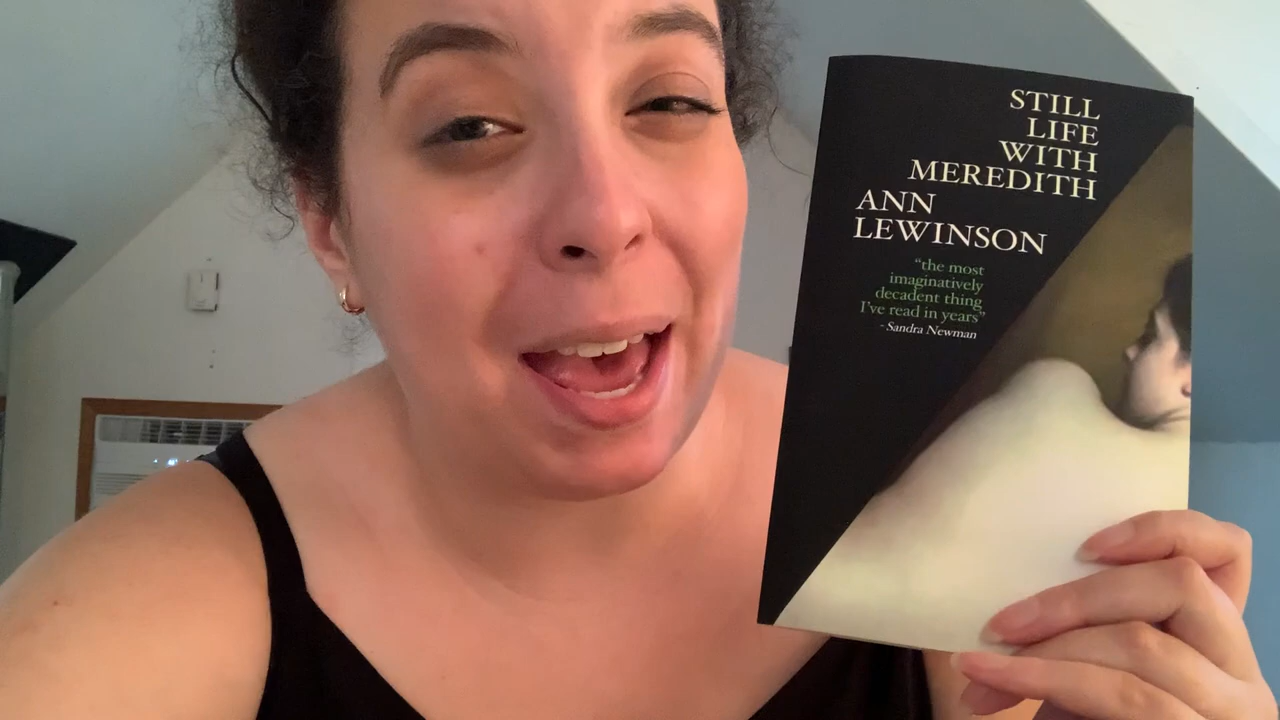 STILL
LIFE
WITH
MEREDITH
ANN
LEWINSON
“the most
imaginatively
decadent thing
I've read in years”
- Sandra Newman